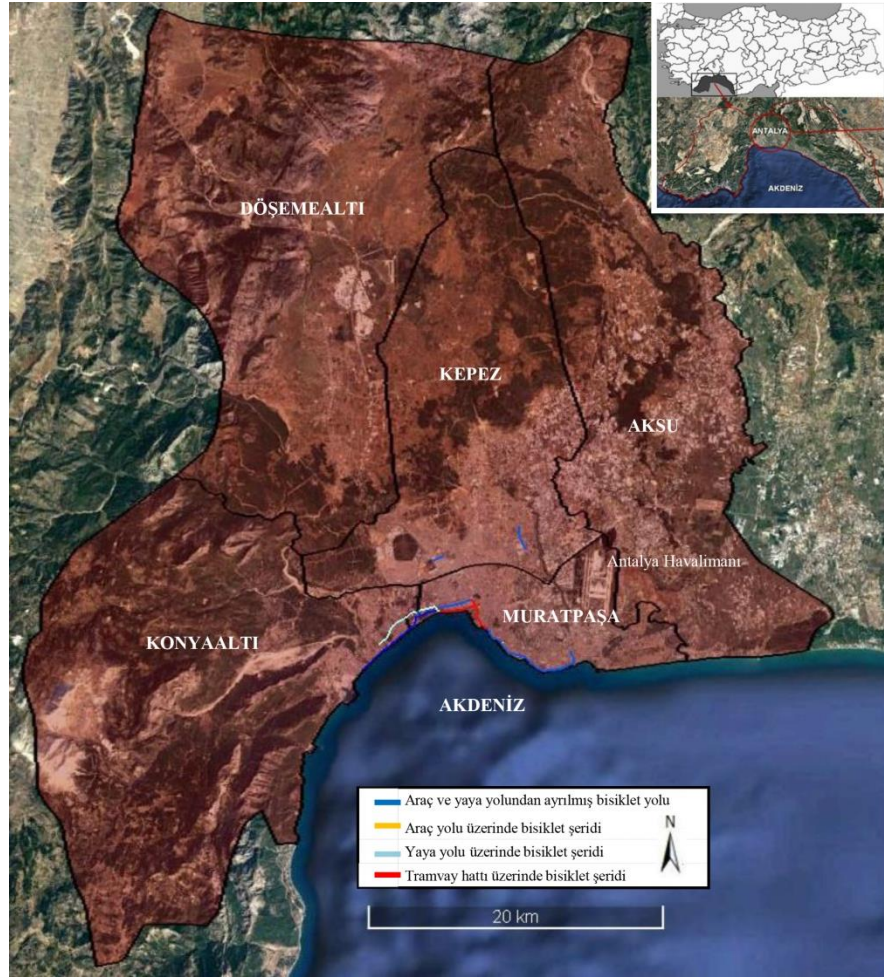 ANTALYA
AKDENİZ
DÖŞEMEALTI
KEPEZ
AKSU
Antalya Havalimanı
MURATPAŞA
KONYAALTI
AKDENİZ
Araç ve yaya yolundan ayrılmış bisiklet yolu
Araç yolu üzerinde bisiklet şeridi
Yaya yolu üzerinde bisiklet şeridi
Tramvay hattı üzerinde bisiklet şeridi
N
20 km